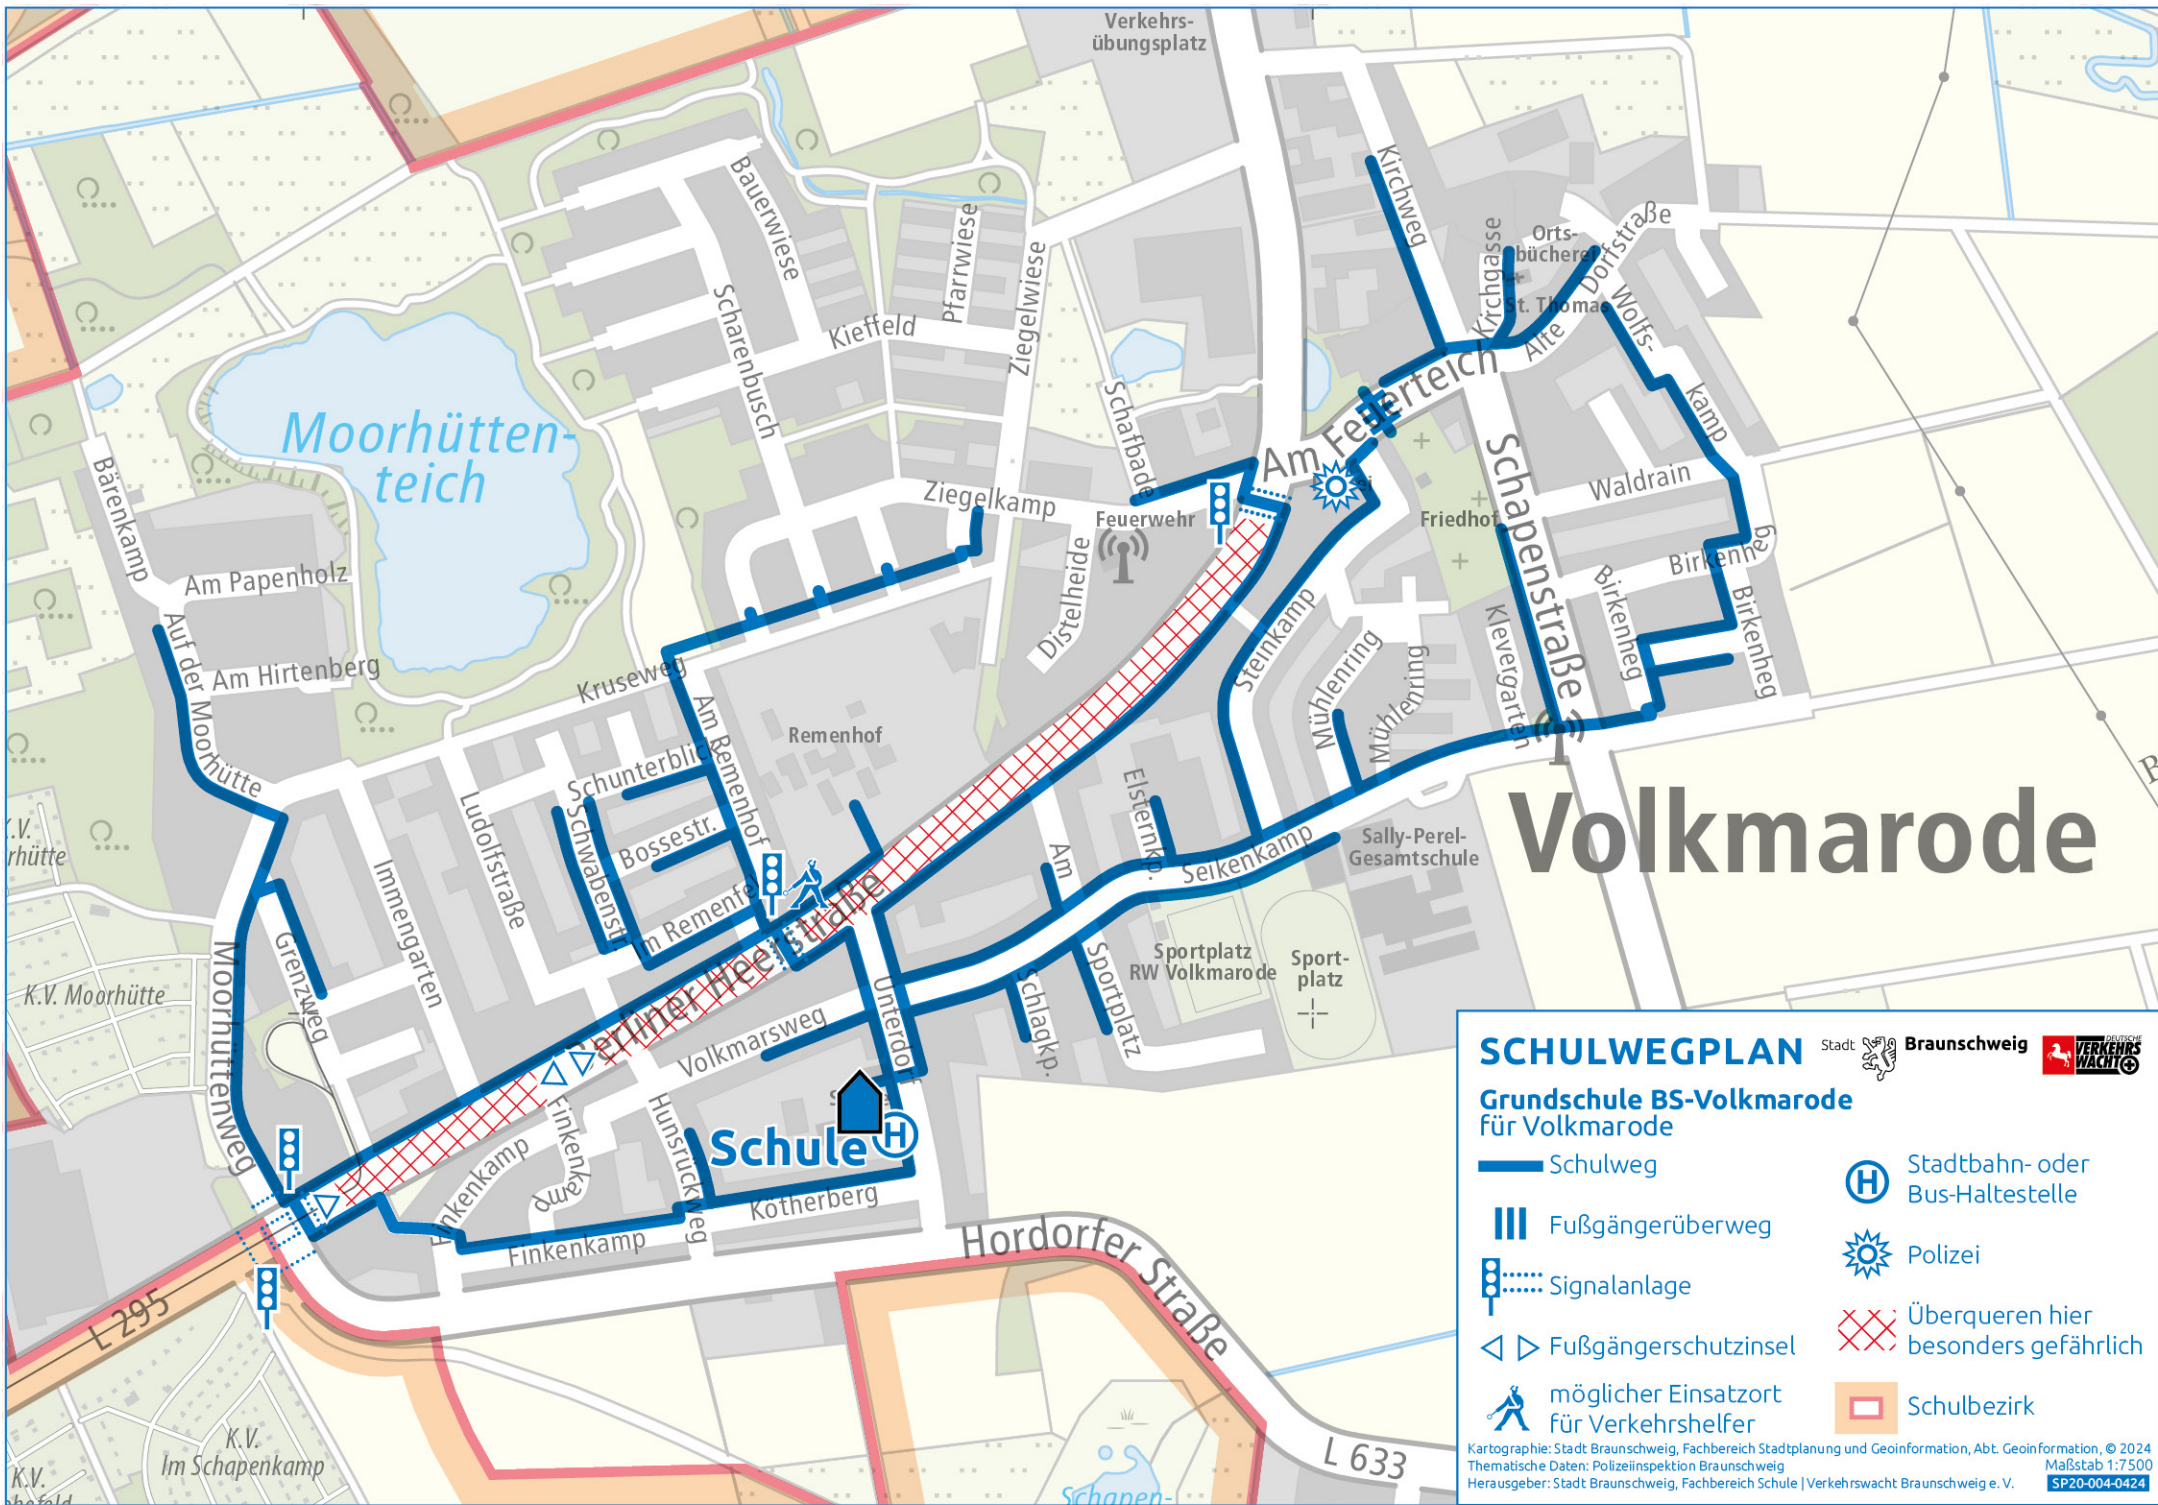 Verkehrs-
übungsplatz
Bauerwiese
Pfarrwiese
Ziegelwiese
Kieffeld
Scharenbusch
Schafbade
Kirchweg
Kirchgasse
Orts-
bücherei
St. Thomas
Alte Dorfstraße
Wolfs-
kamp
Am Feuerteich
Moorhütten-
teich
Bärenkamp
Am Papenholz
Auf der Moorhütte
Am Hirtenberg
Ziegelkamp
Feuerwehr
Distelheide
Friedhof
Schapenstraße
Waldrain
Birkenheg
Birkenheg
Birkenheg
Klevergarten
Steinkamp
Mühlenring
Mühlenring
Kruseweg
Am Remenhof
Remenhof
Schunterblick
Schwabenstr.
Bossestr.
Am Remenfeld
Ludolfstraße
Immengarten
Grenzweg
Moorhüttenweg
K.V.
K.V. Moorhütte
Berliner Heerstraße
Elsternkp.
Seikenkamp
Sally-Perel-
Gesamtschule
Volkmarode
Am
Sportplatz
Sportplatz
RW Volkmarode
Sport-
platz
Schlagkp.
Unterdorf
Volkmarsweg
Hunsrückweg
Finkenkamp
Finkenkamp
Finkenkamp
Schule
H
Kötherberg
Hordorfer Straße
L 295
L 633
K.V.
Im Schapenkamp
K.V.
Schapen-
SCHULWEGPLAN
Stadt Braunschweig
DEUTSCHE
VERKEHRS
WACHT
Grundschule BS-Volkmarode
für Volkmarode
Schulweg
Fußgängerüberweg
Signalanlage
Fußgängerschutzinsel
möglicher Einsatzort
für Verkehrshelfer
H
Stadtbahn- oder
Bus-Haltestelle
Polizei
Überqueren hier
besonders gefährlich
Schulbezirk
Kartographie: Stadt Braunschweig, Fachbereich Stadtplanung und Geoinformation, Abt. Geoinformation, © 2024
Thematische Daten: Polizeiinspektion Braunschweig
Maßstab 1:7500
Herausgeber: Stadt Braunschweig, Fachbereich Schule | Verkehrswacht Braunschweig e. V.
SP20-004-0424